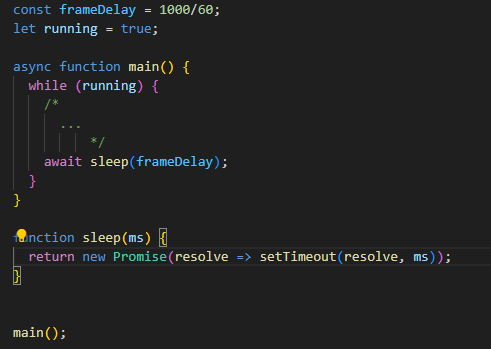 const frameDelay = 1000/60;
let running = true;
async function main() {
while (running) {
/*
...
*/
await sleep(frameDelay);
}
}
function sleep(ms) {
return new Promise(resolve => setTimeout(resolve, ms));
}
main();